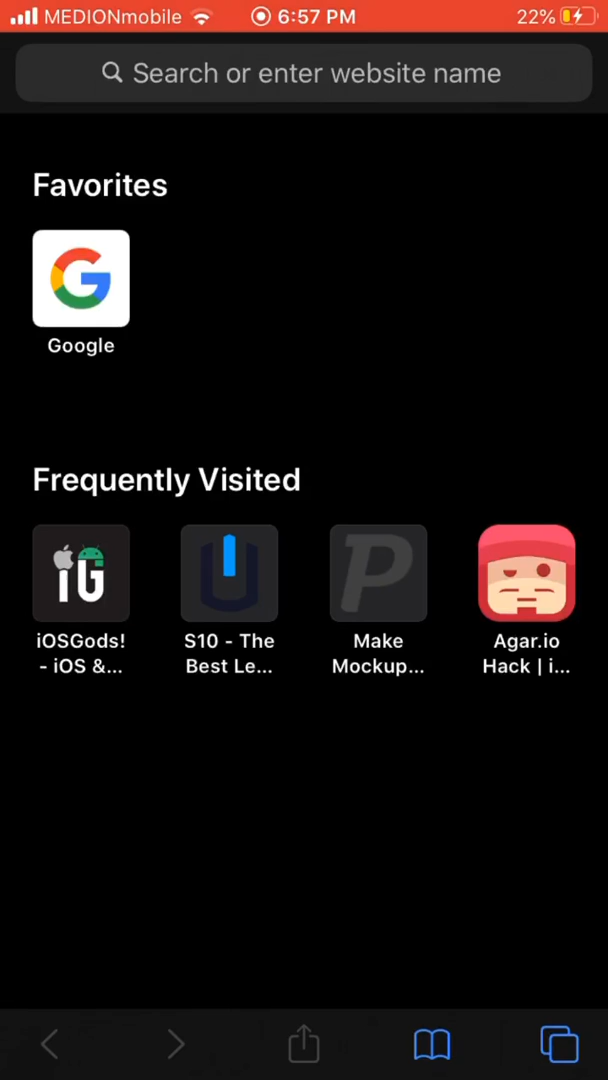 MEDIONmobile 6:57 PM 22%
Search or enter website name
Favorites
Google
Frequently Visited
iG
iOSGods!
- iOS &...
S10 - The
Best Le...
P
Make
Mockup...
Agar.io
Hack | i...